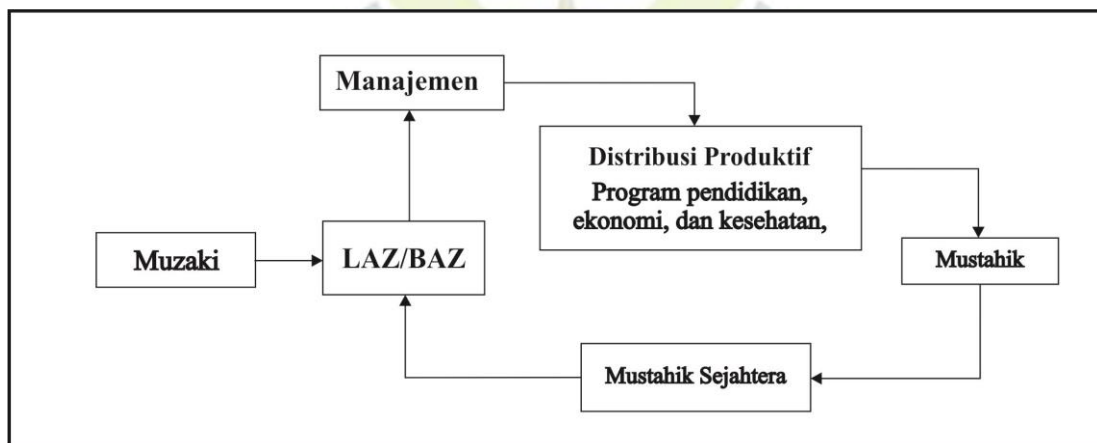 Manajemen
Distribusi Produktif
Program pendidikan,
ekonomi, dan kesehatan,
Muzaki
LAZ/BAZ
Mustahik
Mustahik Sejahtera